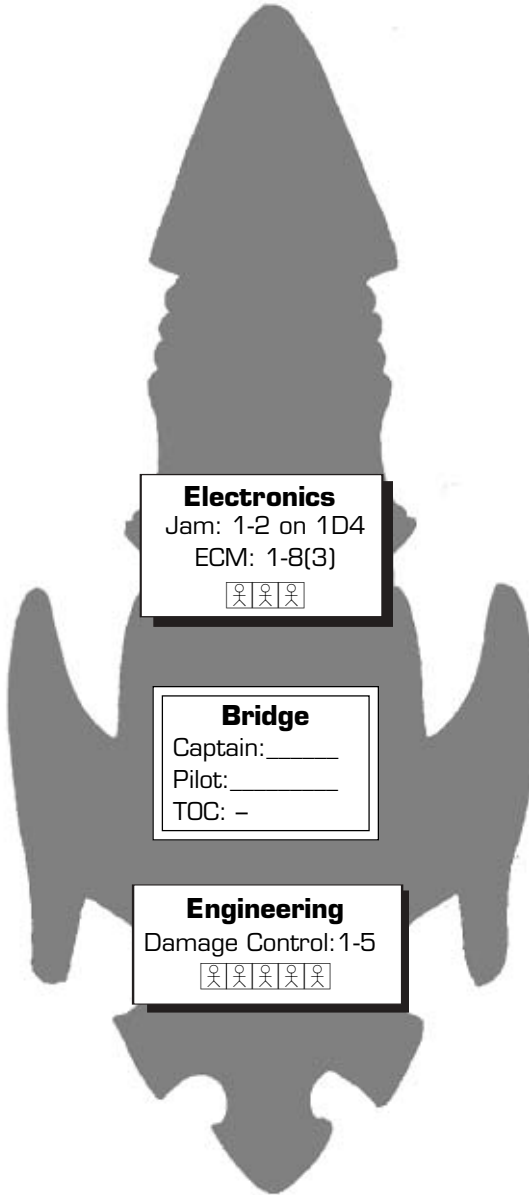 Electronics
Jam: 1-2 on 1D4
ECM: 1-8(3)
Bridge
Captain:______
Pilot:_________
TOC: –
Engineering
Damage Control:1-5